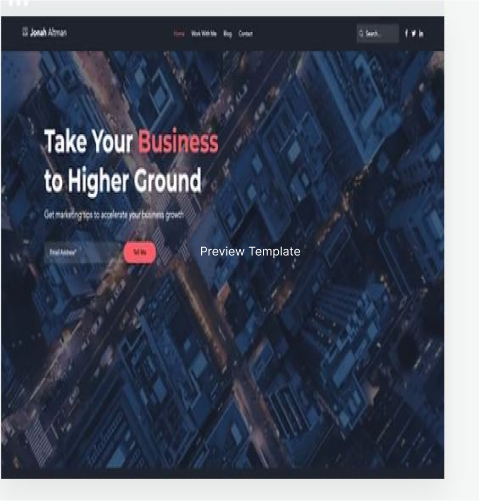 Jonah Altman
Home Work With Me Blog Contact
Search...
Take Your Business
to Higher Ground
Get marketing tips to accelerate your business growth
Email Address*
Tell Me
Preview Template